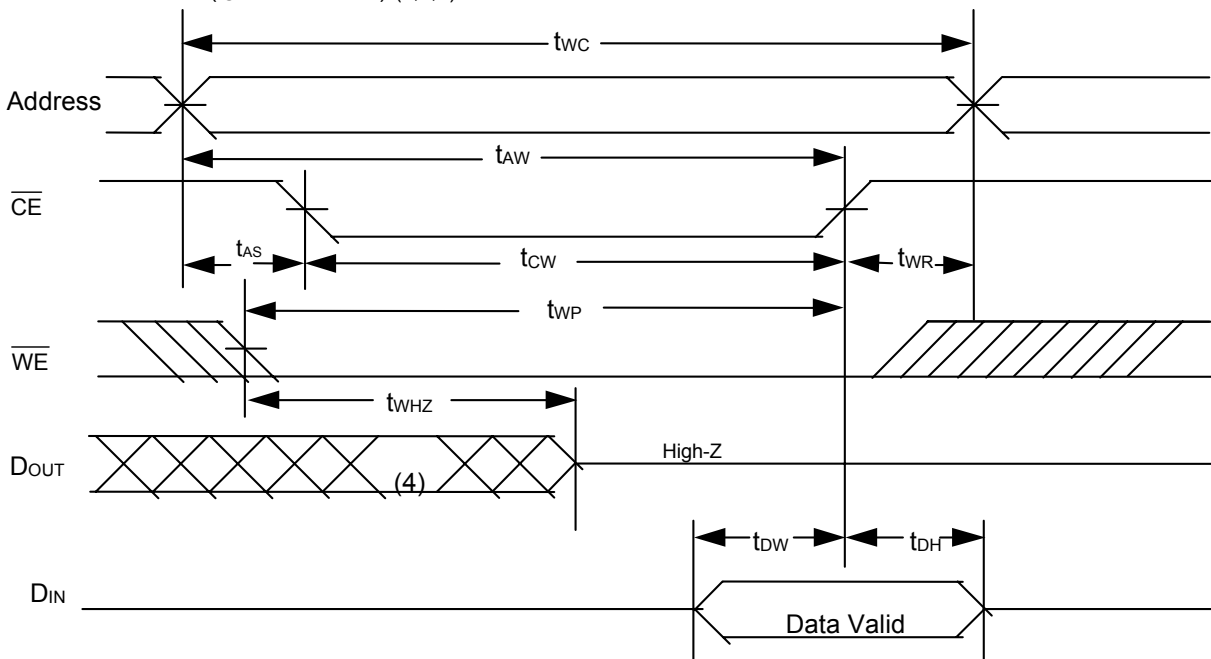 tWC
Address
tAW
CE
tAS
tCW
tWR
tWP
WE
tWHZ
DOUT
(4)
High-Z
tDW
tDH
DIN
Data Valid